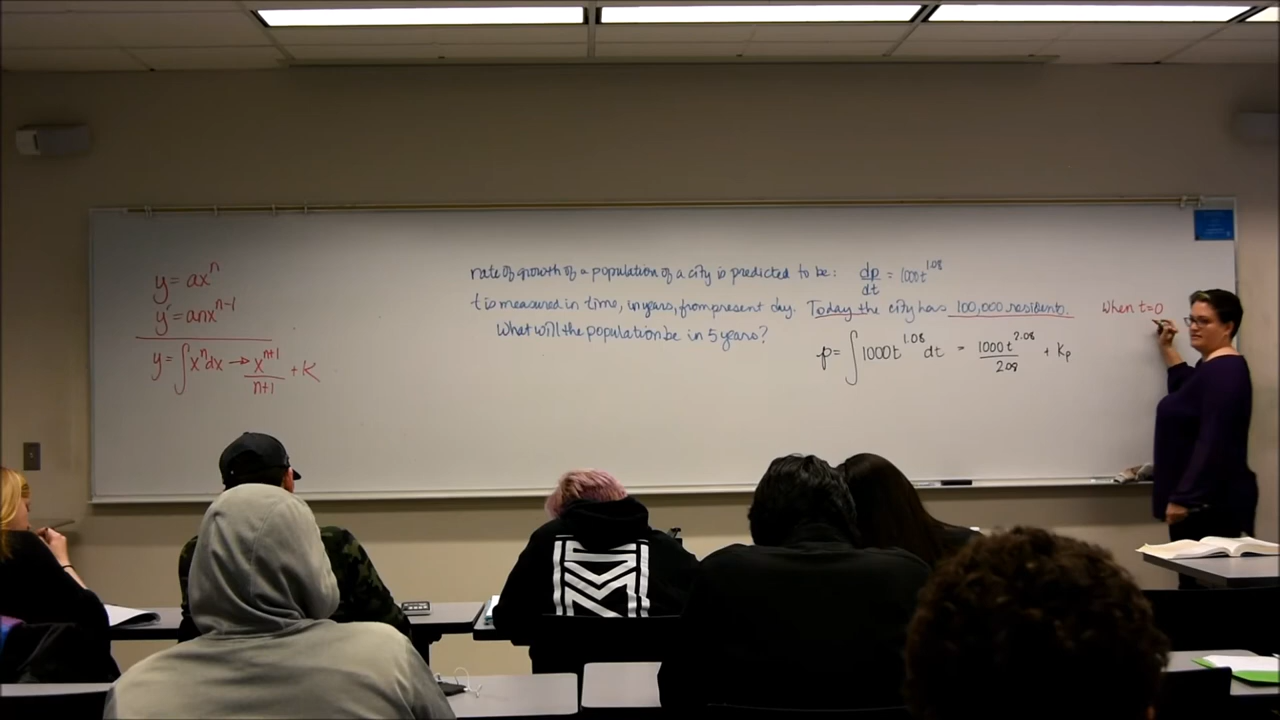 y = ax^n
y' = anx^(n-1)
y = ∫x^n dx → x^(n+1)/(n+1) + K
rate of growth of a population of a city is predicted to be: dp/dt = 1000t^1.08
t is measured in time, in years, from present day. Today the city has 100,000 residents. When t=0
What will the population be in 5 years?
p = ∫1000t^1.08 dt = 1000t^2.08/2.08 + K_p